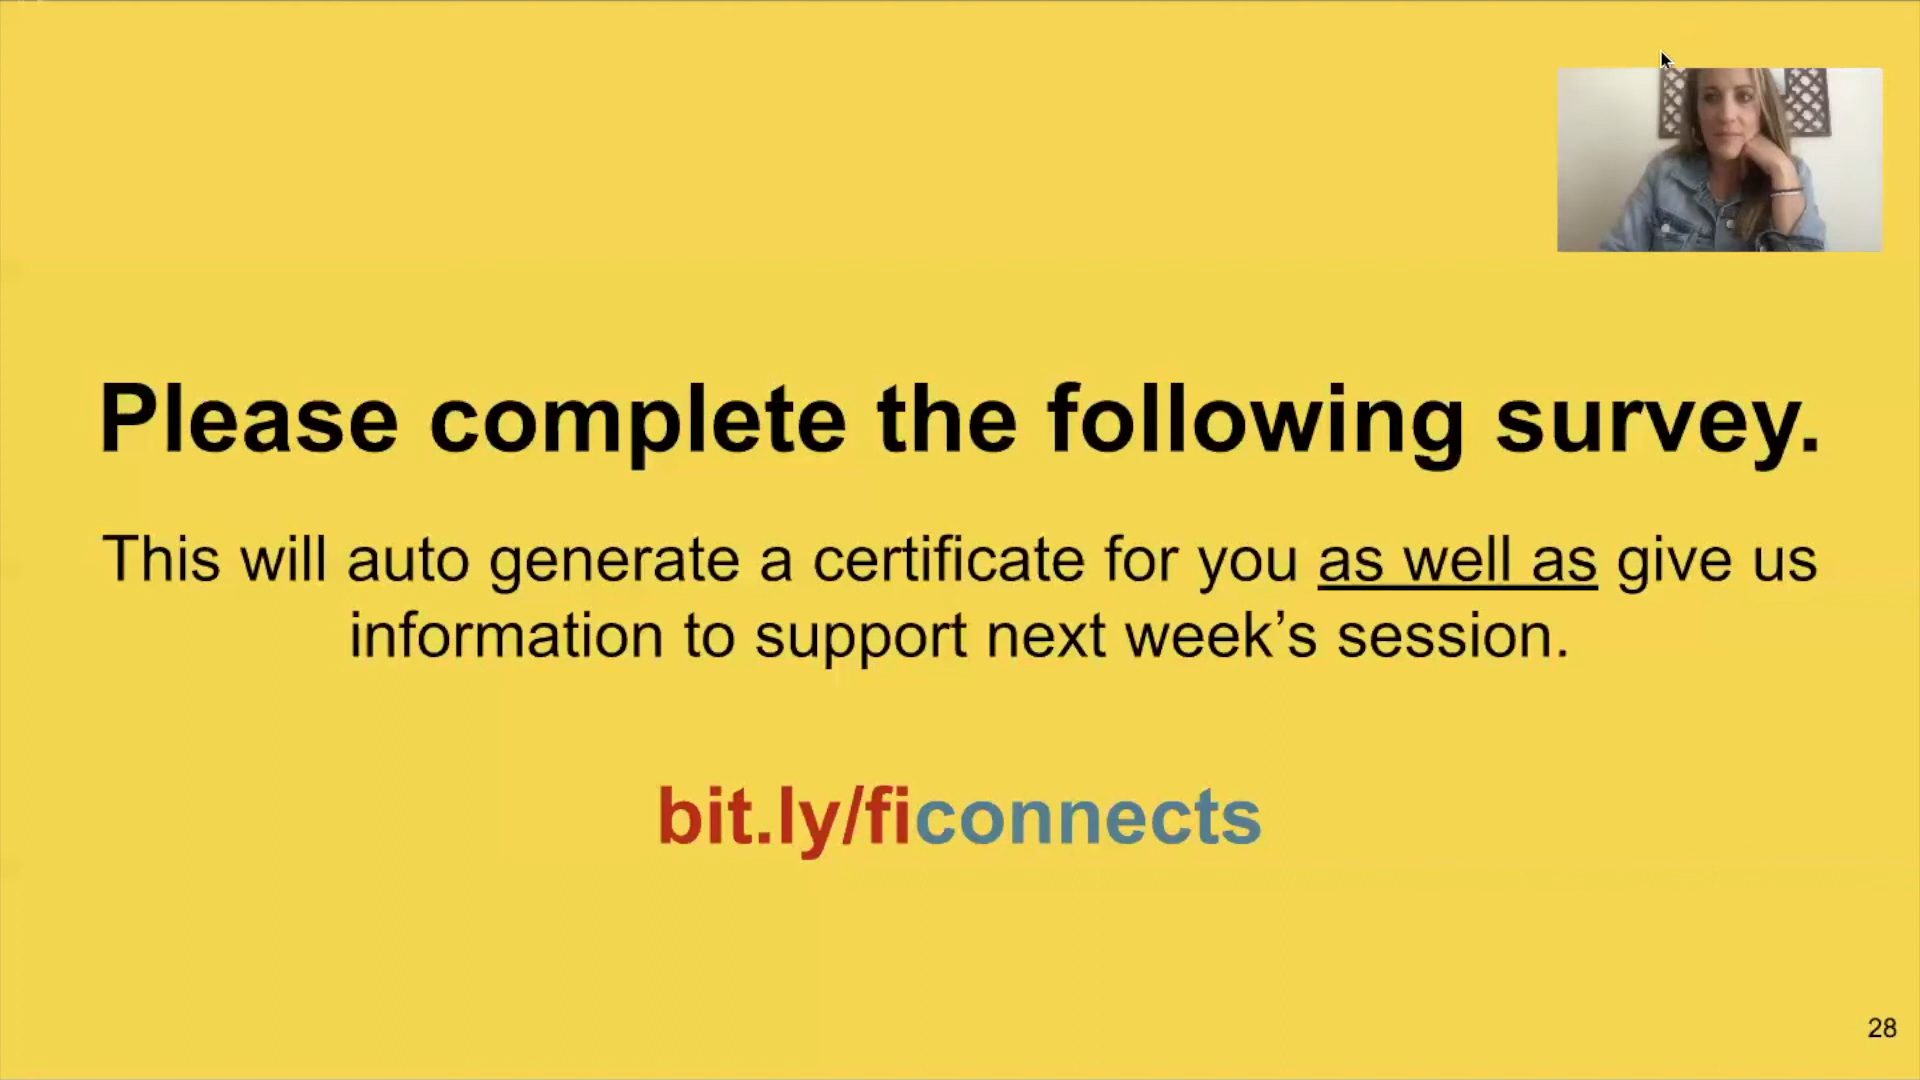 Please complete the following survey.
This will auto generate a certificate for you as well as give us
information to support next week’s session.
bit.ly/ficonnects
28